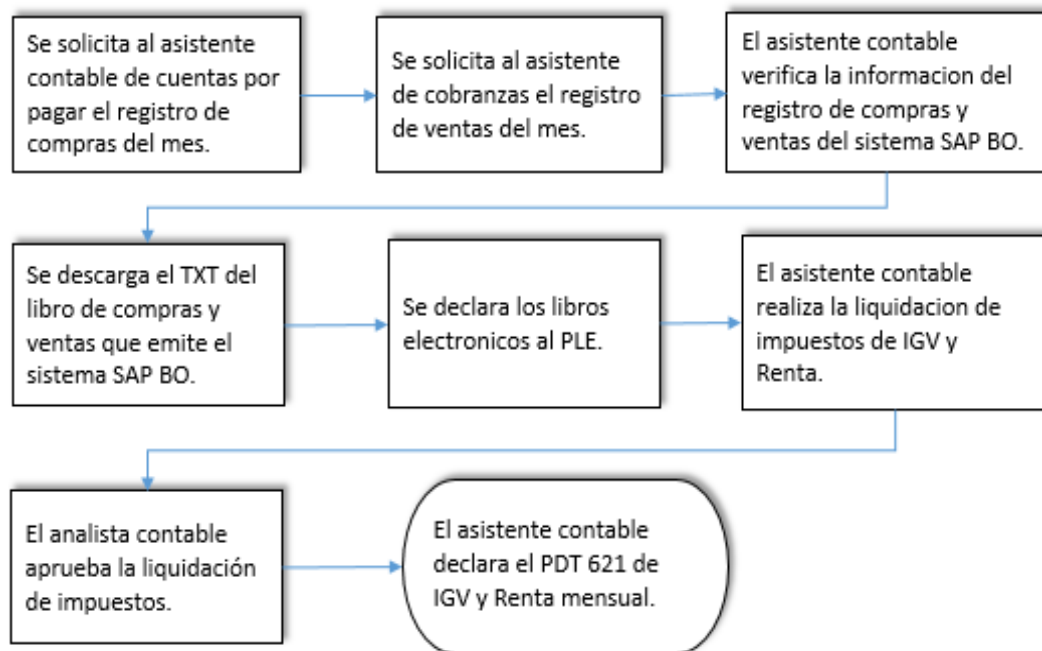 Se solicita al asistente
contable de cuentas por
pagar el registro de
compras del mes.
Se solicita al asistente
de cobranzas el registro
de ventas del mes.
El asistente contable
verifica la informacion del
registro de compras y
ventas del sistema SAP BO.
Se descarga el TXT del
libro de compras y
ventas que emite el
sistema SAP BO.
Se declara los libros
electronicos al PLE.
El asistente contable
realiza la liquidacion de
impuestos de IGV y
Renta.
El analista contable
aprueba la liquidación
de impuestos.
El asistente contable
declara el PDT 621 de
IGV y Renta mensual.